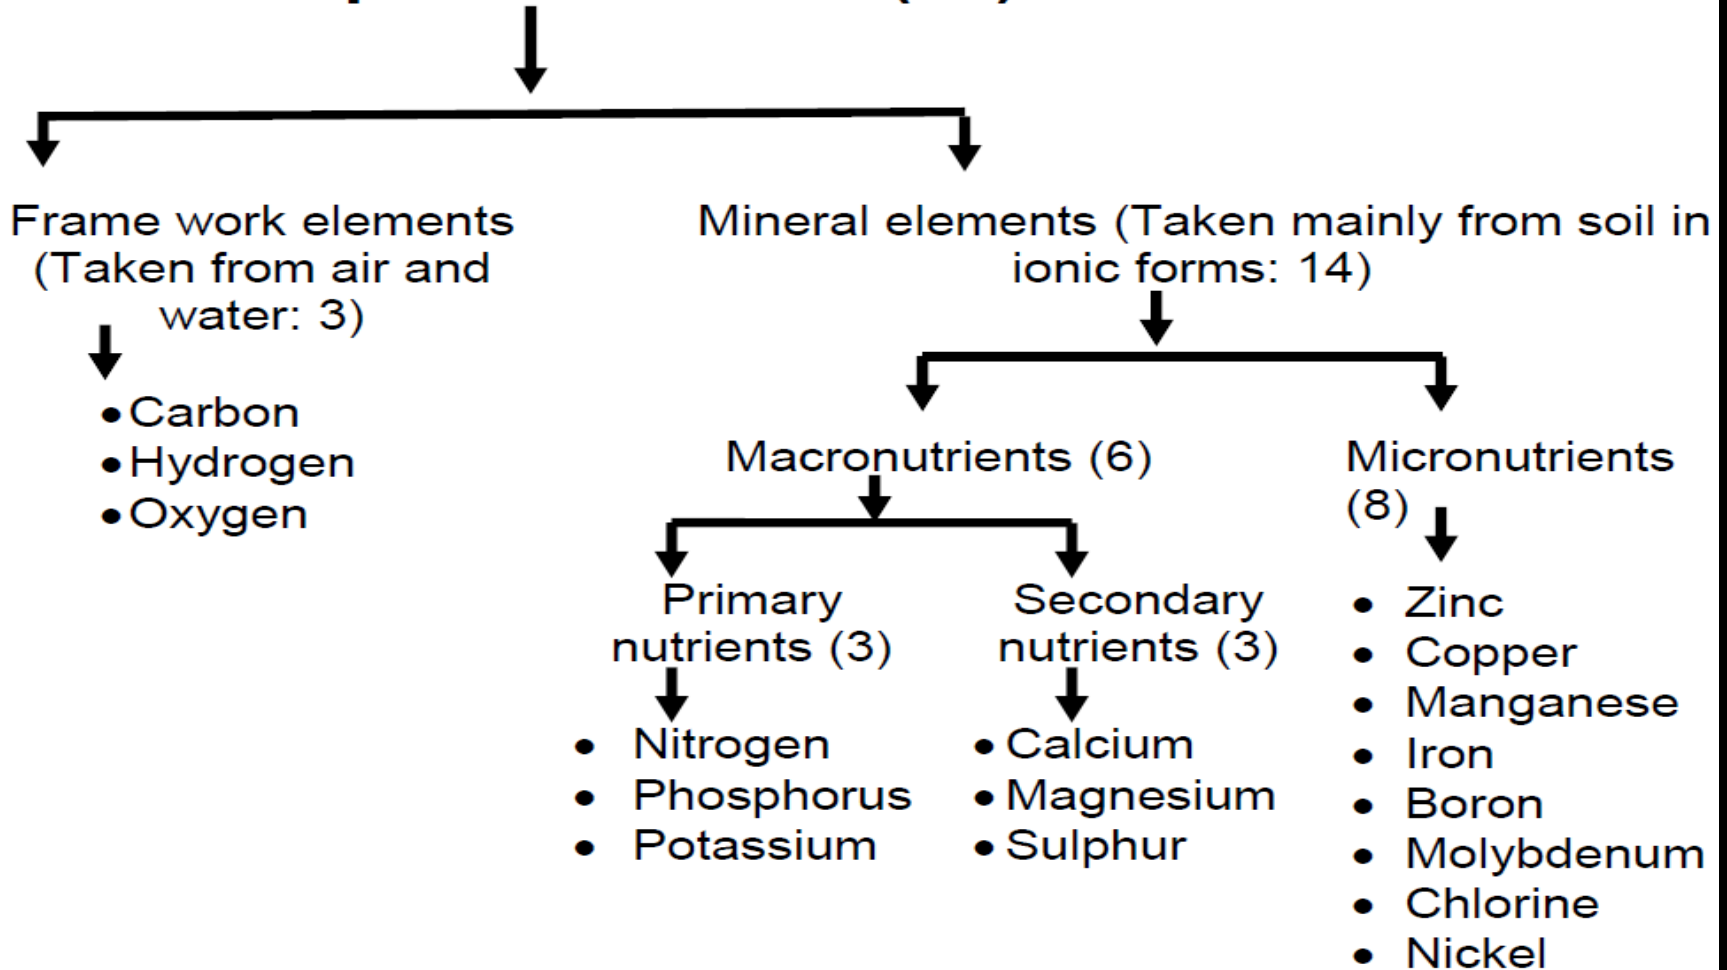 Frame work elements
(Taken from air and
water: 3)
• Carbon
• Hydrogen
• Oxygen
Mineral elements (Taken mainly from soil in
ionic forms: 14)
Macronutrients (6)
Primary
nutrients (3)
• Nitrogen
• Phosphorus
• Potassium
Secondary
nutrients (3)
• Calcium
• Magnesium
• Sulphur
Micronutrients
(8)
• Zinc
• Copper
• Manganese
• Iron
• Boron
• Molybdenum
• Chlorine
• Nickel